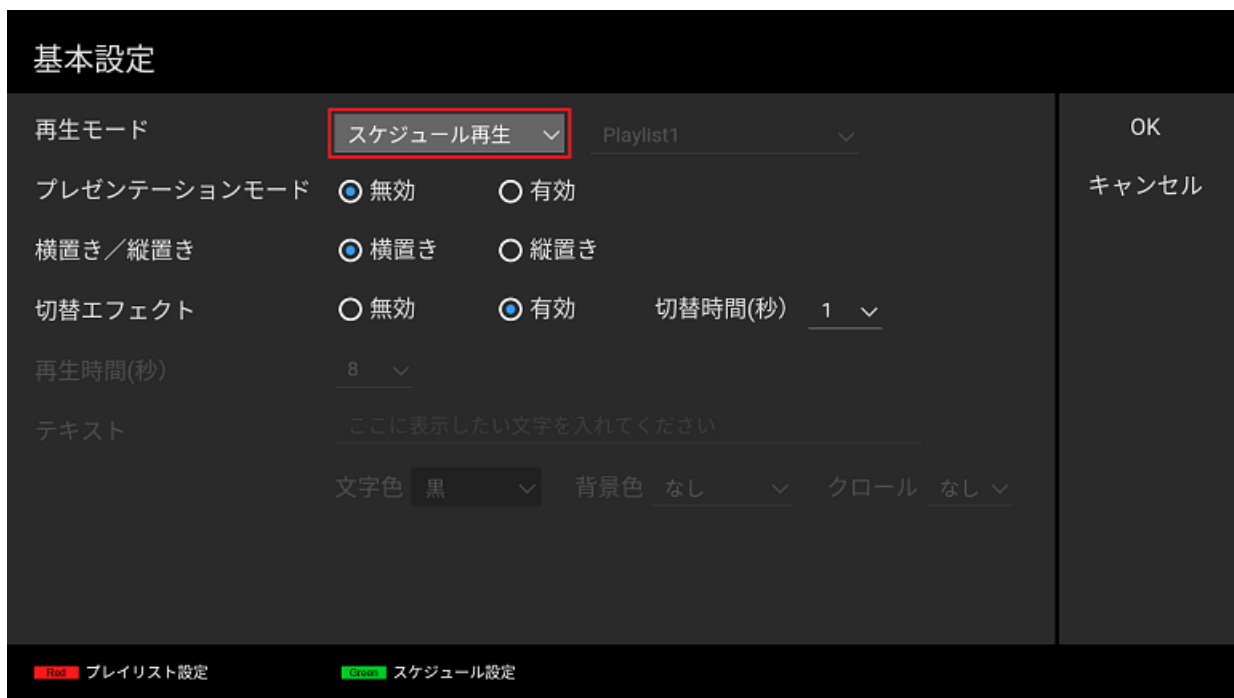 基本設定
再生モード スケジュール再生 Playlist1 OK
プレゼンテーションモード 無効 有効 キャンセル
横置き／縦置き 横置き 縦置き
切替エフェクト 無効 有効 切替時間(秒) 1
再生時間(秒) 8
テキスト ここに表示したい文字を入れてください
文字色 黒 背景色 なし クロール なし
Red プレイリスト設定 Green スケジュール設定